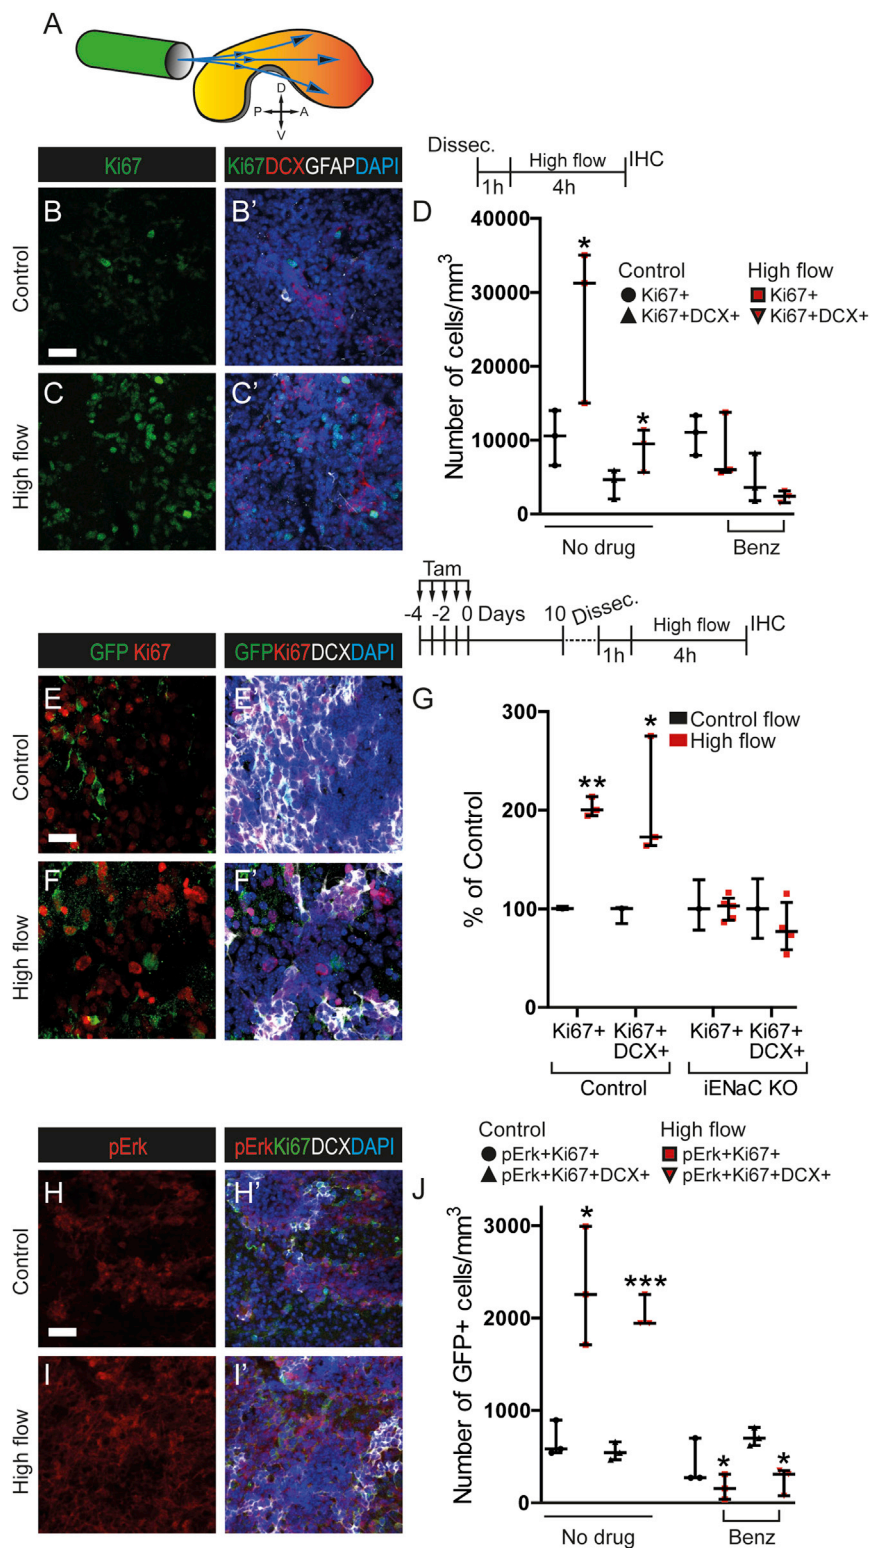 A
D
P
A
V
Ki67
Ki67DCXGFAPDAPI
Control
B
B'
High flow
C
C'
Dissec.
High flow
IHC
1h
4h
D
Number of cells/mm3
40000
30000
20000
10000
0
*
*
Control
High flow
Ki67+
Ki67+
Ki67+DCX+
Ki67+DCX+
No drug
Benz
Tam
-4
-2
0
Days
10
Dissec.
High flow
IHC
1h
4h
GFP Ki67
GFPKi67DCXDAPI
Control
E
E'
High flow
F
F'
G
% of Control
300
200
100
0
**
*
Control flow
High flow
Ki67+
Ki67+
DCX+
Ki67+
Ki67+
DCX+
Control
iENaC KO
pErk
pErkKi67DCXDAPI
Control
H
H'
High flow
I
I'
Control
High flow
pErk+Ki67+
pErk+Ki67+
pErk+Ki67+DCX+
pErk+Ki67+DCX+
J
Number of GFP+ cells/mm3
3000
2000
1000
0
*
***
*
*
No drug
Benz